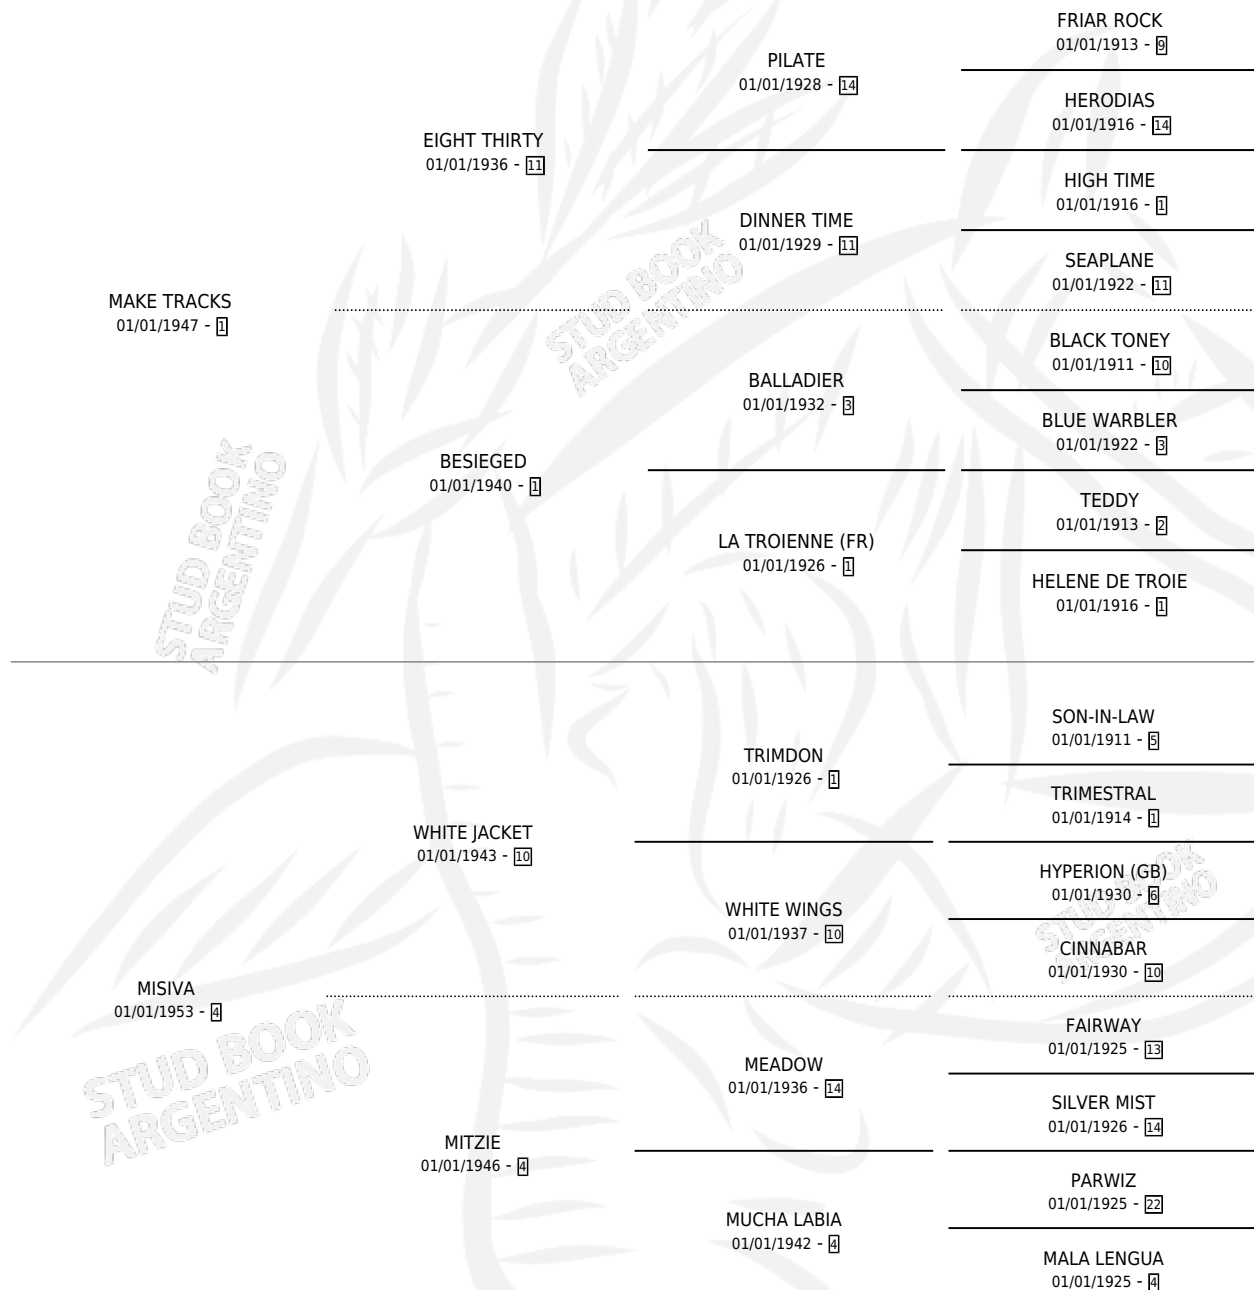 FRIAR ROCK
01/01/1913 - 9
PILATE
01/01/1928 - 14
HERODIAS
01/01/1916 - 14
EIGHT THIRTY
01/01/1936 - 11
HIGH TIME
01/01/1916 - 1
DINNER TIME
01/01/1929 - 11
SEAPLANE
01/01/1922 - 11
MAKE TRACKS
01/01/1947 - 1
BLACK TONEY
01/01/1911 - 10
BALLADIER
01/01/1932 - 3
BLUE WARBLER
01/01/1922 - 3
BESIEGED
01/01/1940 - 1
TEDDY
01/01/1913 - 2
LA TROIENNE (FR)
01/01/1926 - 1
HELENE DE TROIE
01/01/1916 - 1
STUD BOOK
ARGENTINO
STUD BOOK
ARGENTINO
SON-IN-LAW
01/01/1911 - 5
TRIMDON
01/01/1926 - 1
TRIMESTRAL
01/01/1914 - 1
WHITE JACKET
01/01/1943 - 10
HYPERION (GB)
01/01/1930 - 6
WHITE WINGS
01/01/1937 - 10
CINNABAR
01/01/1930 - 10
STUD BOOK
ARGENTINO
MISIVA
01/01/1953 - 4
FAIRWAY
01/01/1925 - 13
MEADOW
01/01/1936 - 14
SILVER MIST
01/01/1926 - 14
STUD BOOK
ARGENTINO
MITZIE
01/01/1946 - 4
PARWIZ
01/01/1925 - 22
MUCHA LABIA
01/01/1942 - 4
MALA LENGUA
01/01/1925 - 4